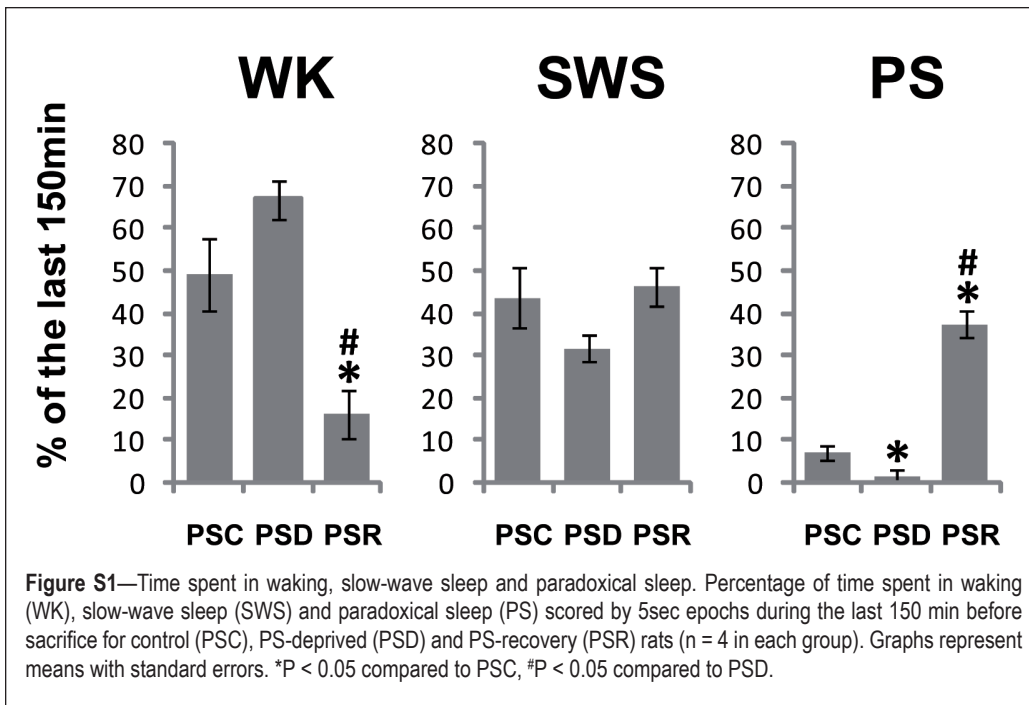 WK SWS PS
% of the last 150min
80 80 80
70 70 70
60 60 60
50 50 50
40 40 40
30 30 30
20 20 20
10 10 10
0 0 0
# #
* * *
PSC PSD PSR PSC PSD PSR PSC PSD PSR
Figure S1—Time spent in waking, slow-wave sleep and paradoxical sleep. Percentage of time spent in waking
(WK), slow-wave sleep (SWS) and paradoxical sleep (PS) scored by 5sec epochs during the last 150 min before
sacrifice for control (PSC), PS-deprived (PSD) and PS-recovery (PSR) rats (n = 4 in each group). Graphs represent
means with standard errors. *P < 0.05 compared to PSC, #P < 0.05 compared to PSD.